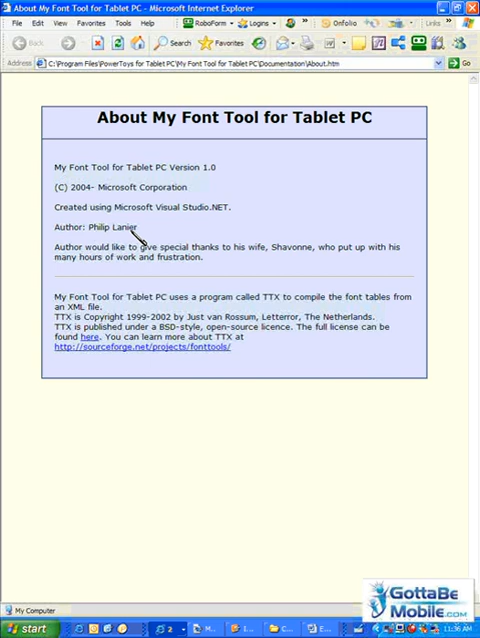 About My Font Tool for Tablet PC - Microsoft Internet Explorer
File Edit View Favorites Tools Help RoboForm Logins Onfolio Links
Back Search Favorites
Address C:\Program Files\PowerToys for Tablet PC\My Font Tool for Tablet PC\Documentation\About.htm Go
About My Font Tool for Tablet PC
My Font Tool for Tablet PC Version 1.0
(C) 2004- Microsoft Corporation
Created using Microsoft Visual Studio.NET.
Author: Philip Lanier
Author would like to give special thanks to his wife, Shavonne, who put up with his
many hours of work and frustration.
My Font Tool for Tablet PC uses a program called TTX to compile the font tables from
an XML file.
TTX is Copyright 1999-2002 by Just van Rossum, Letterror, The Netherlands.
TTX is published under a BSD-style, open-source licence. The full license can be
found here. You can learn more about TTX at
http://sourceforge.net/projects/fonttools/
GottaBe
Mobile.com
My Computer
start 2 M... I... C... E... 11:36 AM